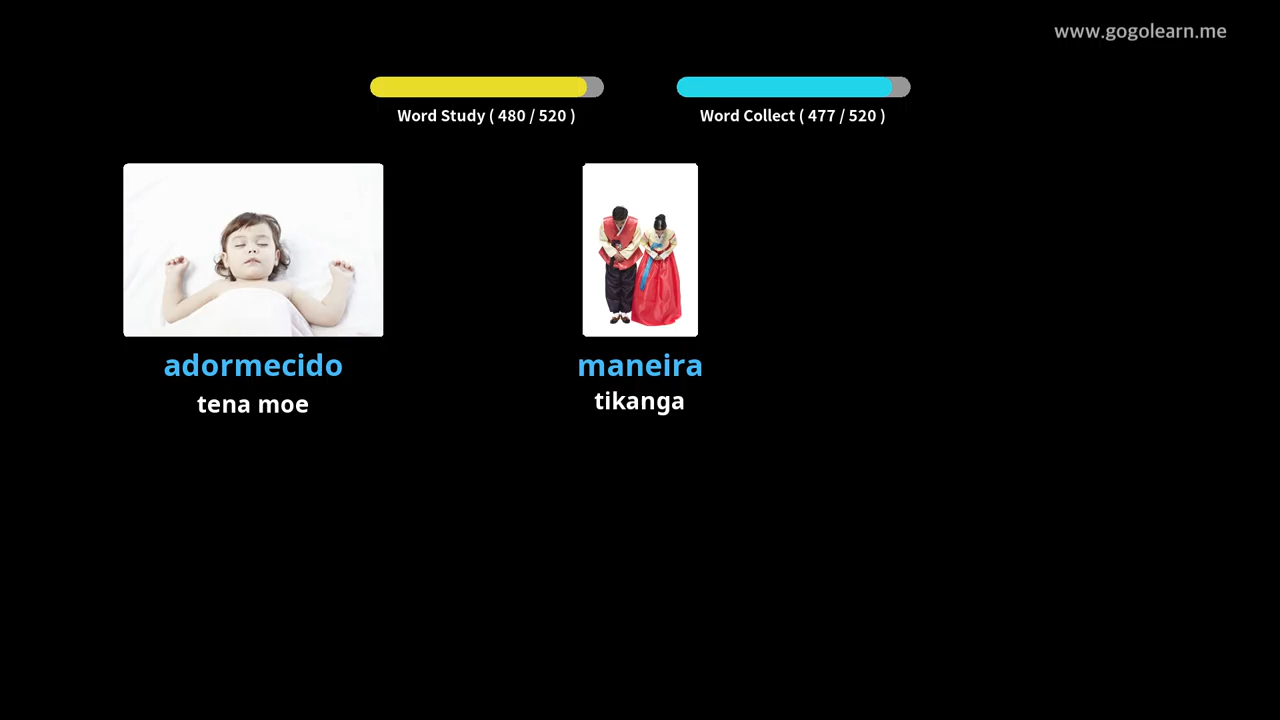 www.gogolearn.me
Word Study ( 480 / 520 )
Word Collect ( 477 / 520 )
adormecido
tena moe
maneira
tikanga